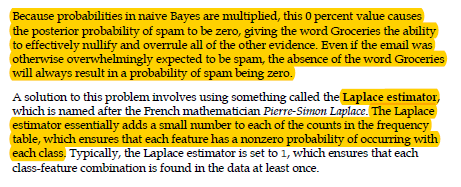 Because probabilities in naive Bayes are multiplied, this 0 percent value causes
the posterior probability of spam to be zero, giving the word Groceries the ability
to effectively nullify and overrule all of the other evidence. Even if the email was
otherwise overwhelmingly expected to be spam, the absence of the word Groceries
will always result in a probability of spam being zero.
A solution to this problem involves using something called the Laplace estimator,
which is named after the French mathematician Pierre-Simon Laplace. The Laplace
estimator essentially adds a small number to each of the counts in the frequency
table, which ensures that each feature has a nonzero probability of occurring with
each class. Typically, the Laplace estimator is set to 1, which ensures that each
class-feature combination is found in the data at least once.